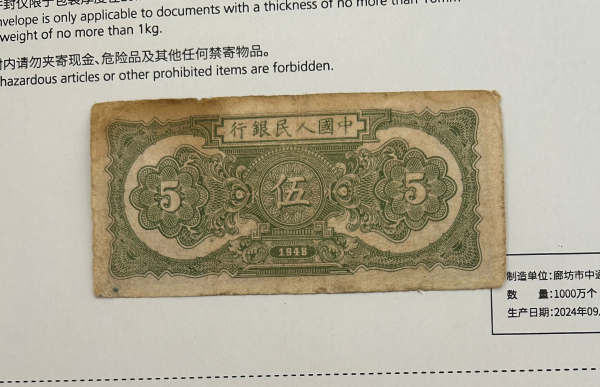 nvelope is only applicable to documents with a thickness of no more than
weight of no more than 1kg.
内请勿夹寄现金、危险品及其他任何禁寄物品。
hazardous articles or other prohibited items are forbidden.
行銀民人國中
5 伍 5
1948
制造单位:廊坊市中
数 量:1000万个
生产日期:2024年09